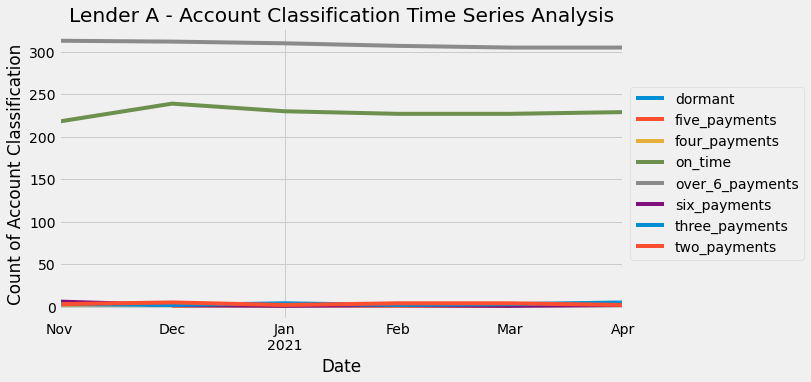 Lender A - Account Classification Time Series Analysis
Count of Account Classification
300
250
200
150
100
50
0
Nov
Dec
Jan
2021
Feb
Mar
Apr
Date
dormant
five_payments
four_payments
on_time
over_6_payments
six_payments
three_payments
two_payments